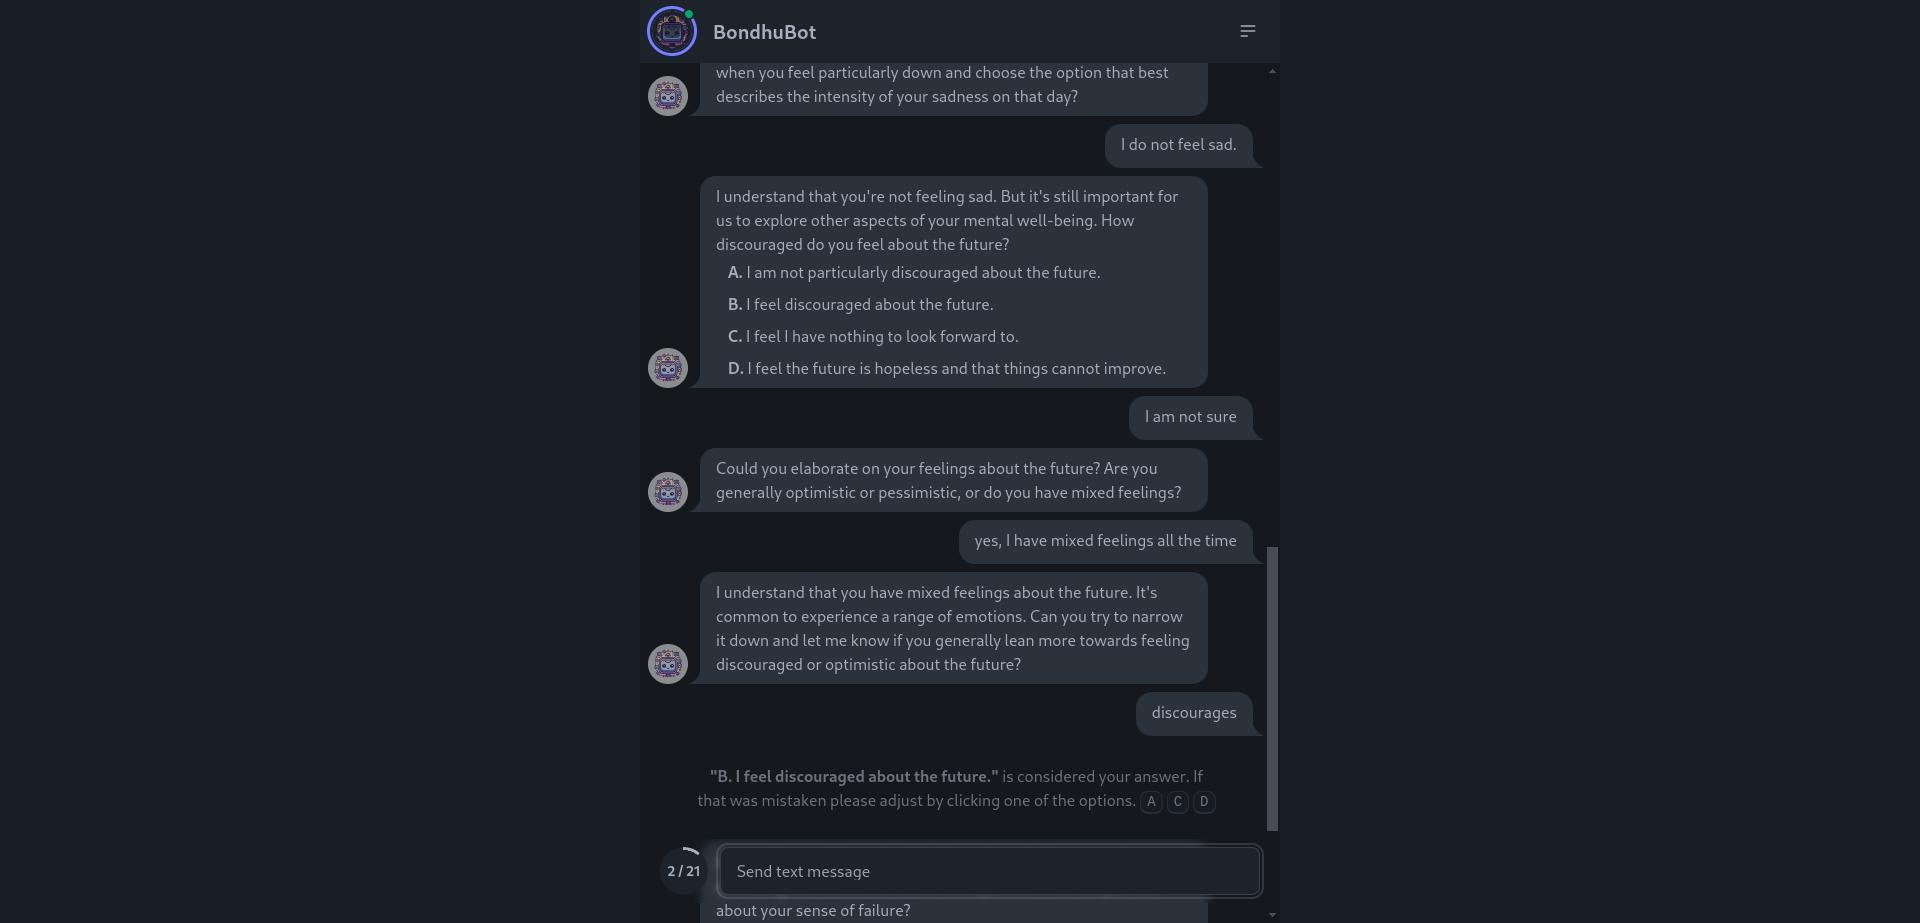 BondhuBot
when you feel particularly down and choose the option that best
describes the intensity of your sadness on that day?
I do not feel sad.
I understand that you're not feeling sad. But it's still important for
us to explore other aspects of your mental well-being. How
discouraged do you feel about the future?
A. I am not particularly discouraged about the future.
B. I feel discouraged about the future.
C. I feel I have nothing to look forward to.
D. I feel the future is hopeless and that things cannot improve.
I am not sure
Could you elaborate on your feelings about the future? Are you
generally optimistic or pessimistic, or do you have mixed feelings?
yes, I have mixed feelings all the time
I understand that you have mixed feelings about the future. It's
common to experience a range of emotions. Can you try to narrow
it down and let me know if you generally lean more towards feeling
discouraged or optimistic about the future?
discourages
"B. I feel discouraged about the future." is considered your answer. If
that was mistaken please adjust by clicking one of the options. A C D
2 / 21
Send text message
about your sense of failure?